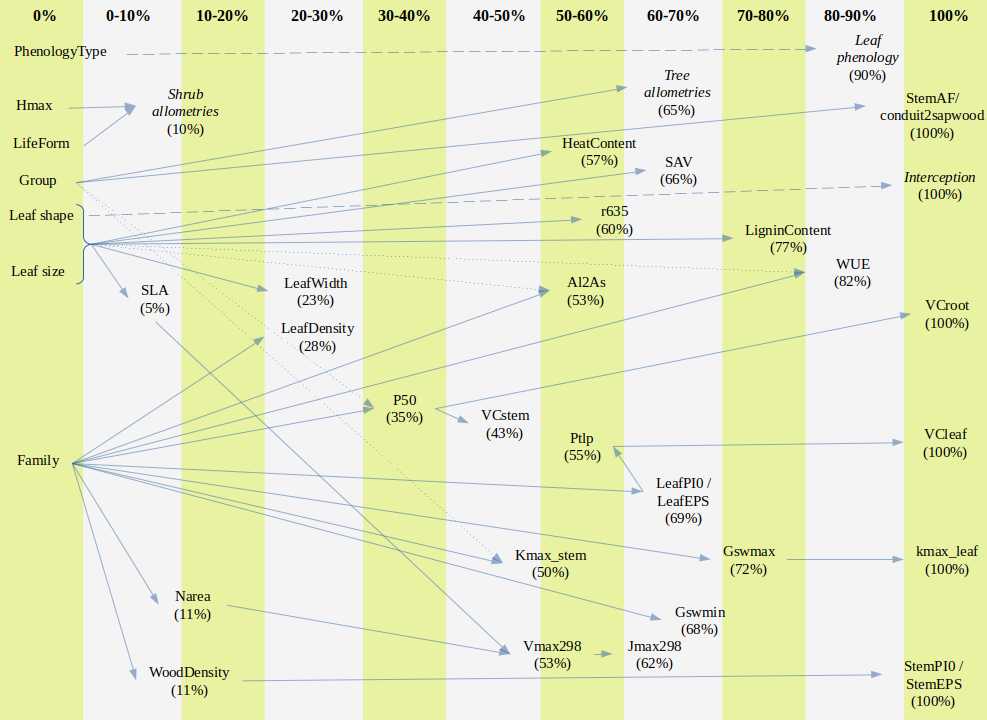 0% 0-10% 10-20% 20-30% 30-40% 40-50% 50-60% 60-70% 70-80% 80-90% 100%
PhenologyType
Leaf
phenology
(90%)
Hmax
Shrub
allometries
(10%)
Tree
allometries
(65%)
StemAF/
conduit2sapwood
(100%)
LifeForm
HeatContent
(57%)
SAV
(66%)
Group
Interception
(100%)
Leaf shape
r635
(60%)
LigninContent
(77%)
Leaf size
WUE
(82%)
SLA
(5%)
LeafWidth
(23%)
Al2As
(53%)
VCroot
(100%)
LeafDensity
(28%)
P50
(35%)
VCstem
(43%)
Ptlp
(55%)
VCleaf
(100%)
Family
LeafPI0 /
LeafEPS
(69%)
Kmax_stem
(50%)
Gswmax
(72%)
kmax_leaf
(100%)
Narea
(11%)
Gswmin
(68%)
Vmax298
(53%)
Jmax298
(62%)
WoodDensity
(11%)
StemPI0 /
StemEPS
(100%)